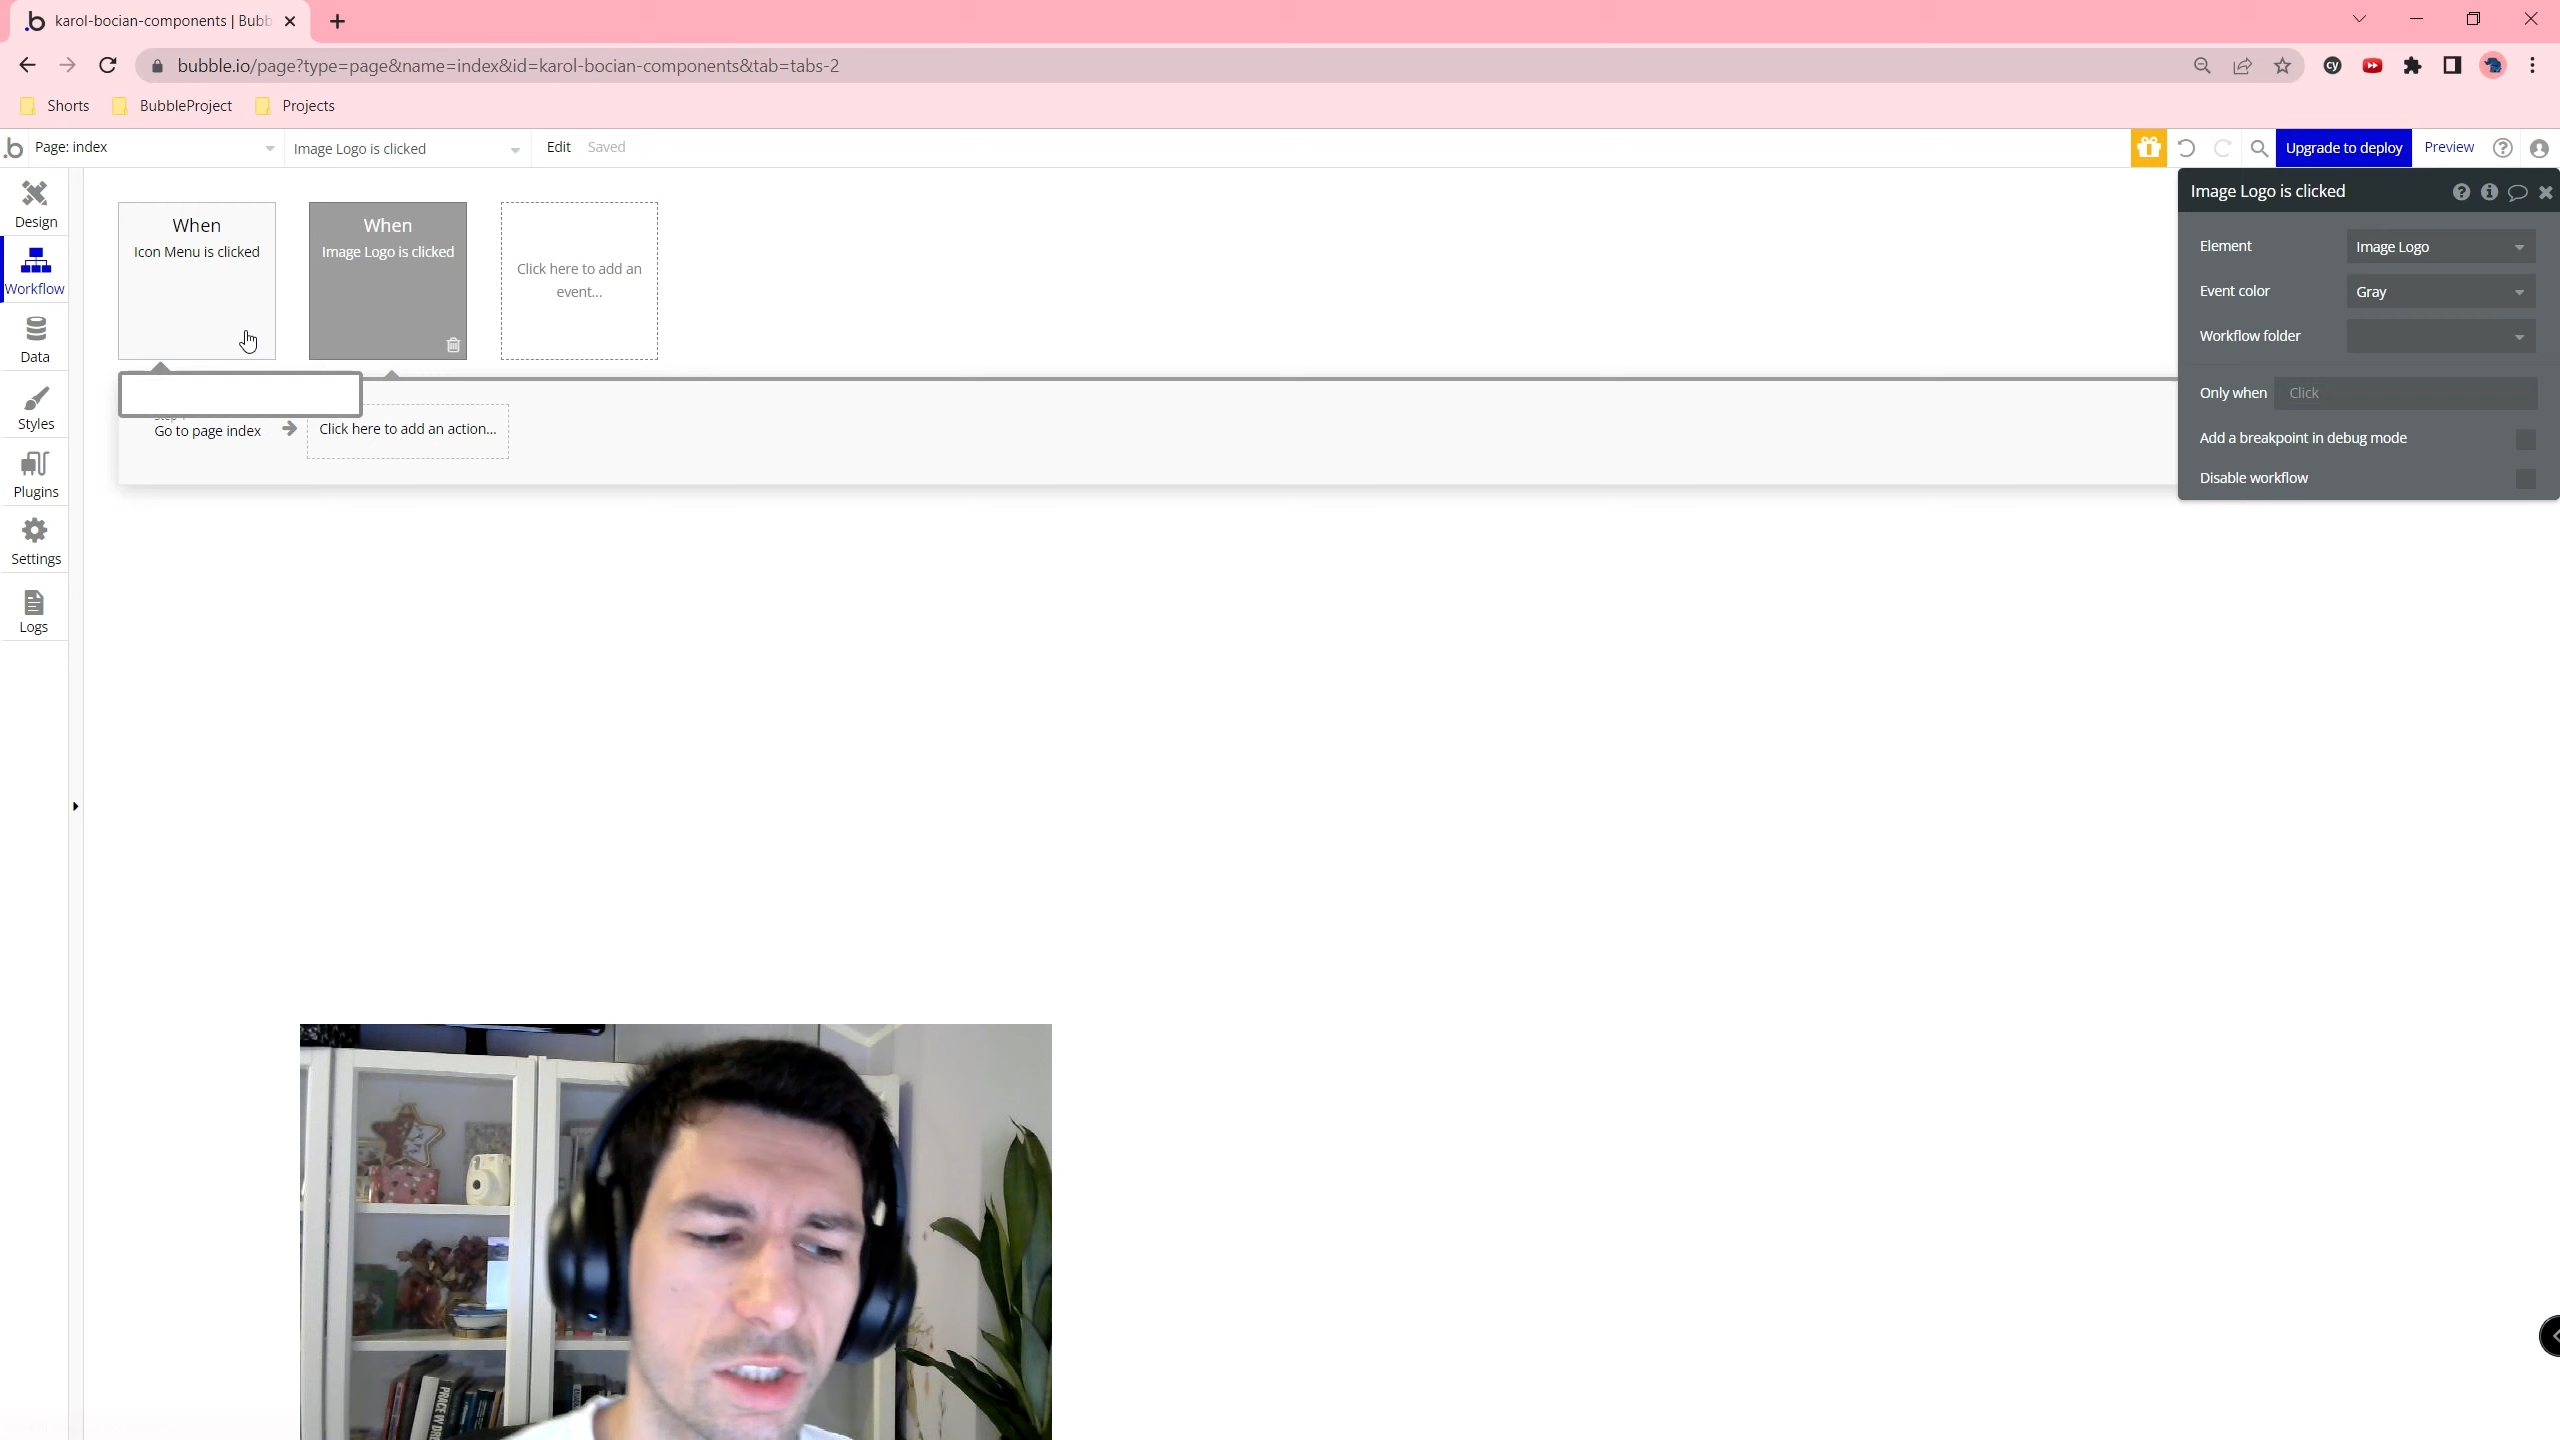 karol-bocian-components | Bubb
bubble.io/page?type=page&name=index&id=karol-bocian-components&tab=tabs-2
Shorts
BubbleProject
Projects
Page: index
Image Logo is clicked
Edit
Saved
Upgrade to deploy
Preview
Design
Workflow
Data
Styles
Plugins
Settings
Logs
When
Icon Menu is clicked
When
Image Logo is clicked
Click here to add an
event...
Go to page index
Click here to add an action...
Image Logo is clicked
Element
Image Logo
Event color
Gray
Workflow folder
Only when
Click
Add a breakpoint in debug mode
Disable workflow